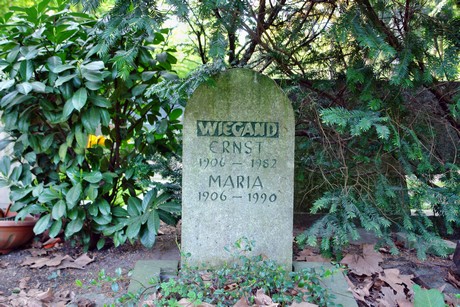 WIEGAND
ERNST
1906 – 1982
MARIA
1906 – 1990